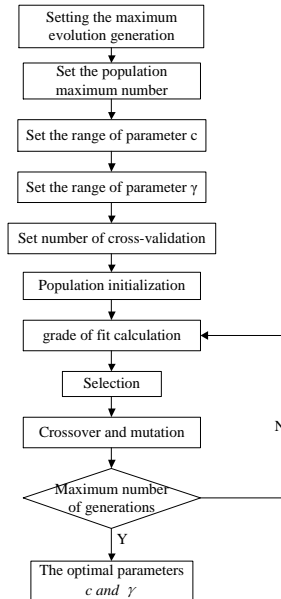 Setting the maximum
evolution generation
Set the population
maximum number
Set the range of parameter c
Set the range of parameter γ
Set number of cross-validation
Population initialization
grade of fit calculation
Selection
Crossover and mutation
N
Maximum number
of generations
Y
The optimal parameters
c and γ